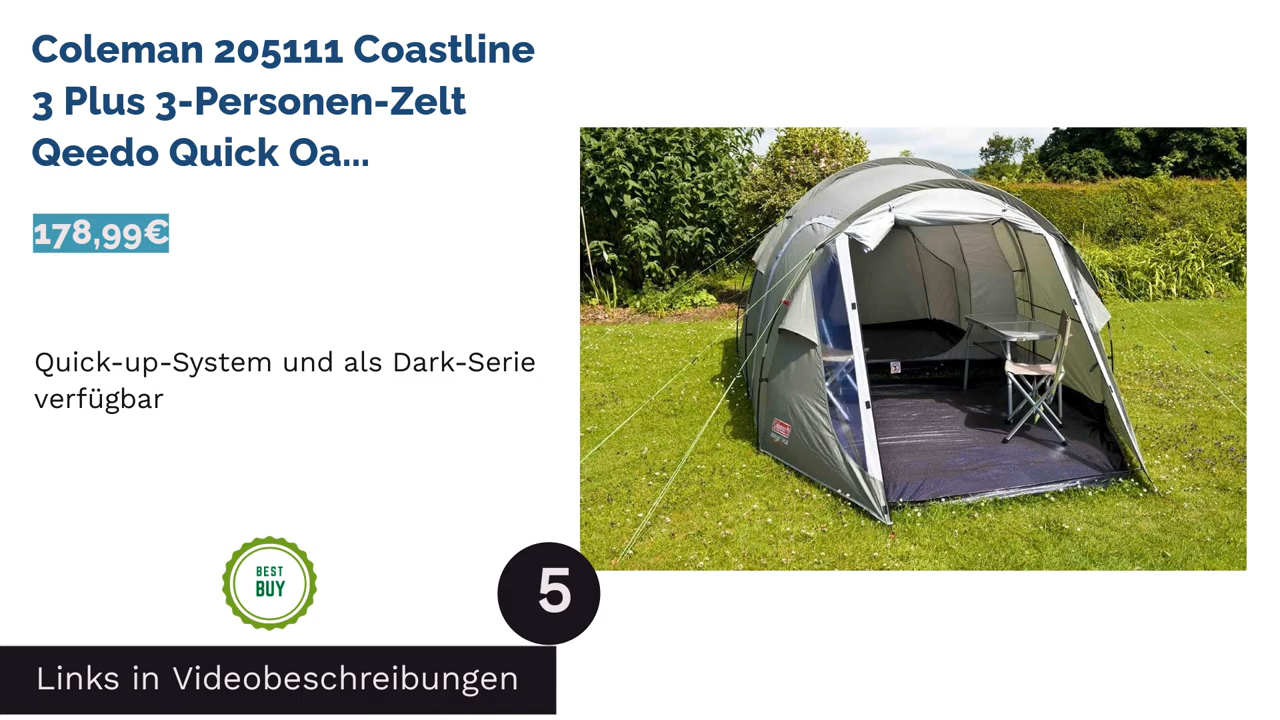 Coleman 205111 Coastline
3 Plus 3-Personen-Zelt
Qeedo Quick Oa...
178,99€
Quick-up-System und als Dark-Serie
verfügbar
BEST
BUY
5
Links in Videobeschreibungen
Coleman